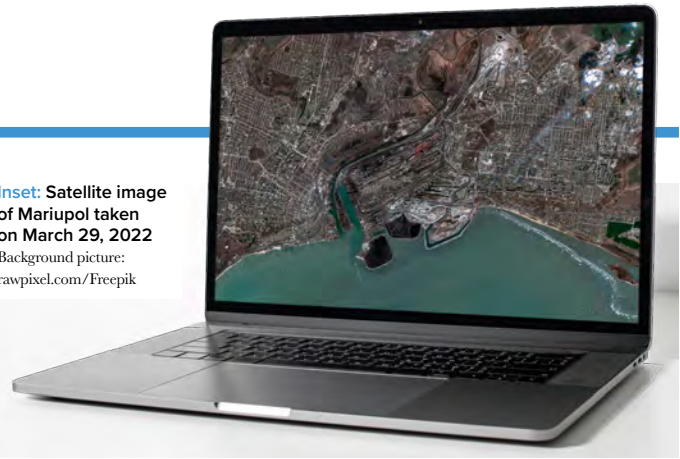 Inset: Satellite image
of Mariupol taken
on March 29, 2022
Background picture:
rawpixel.com/Freepik